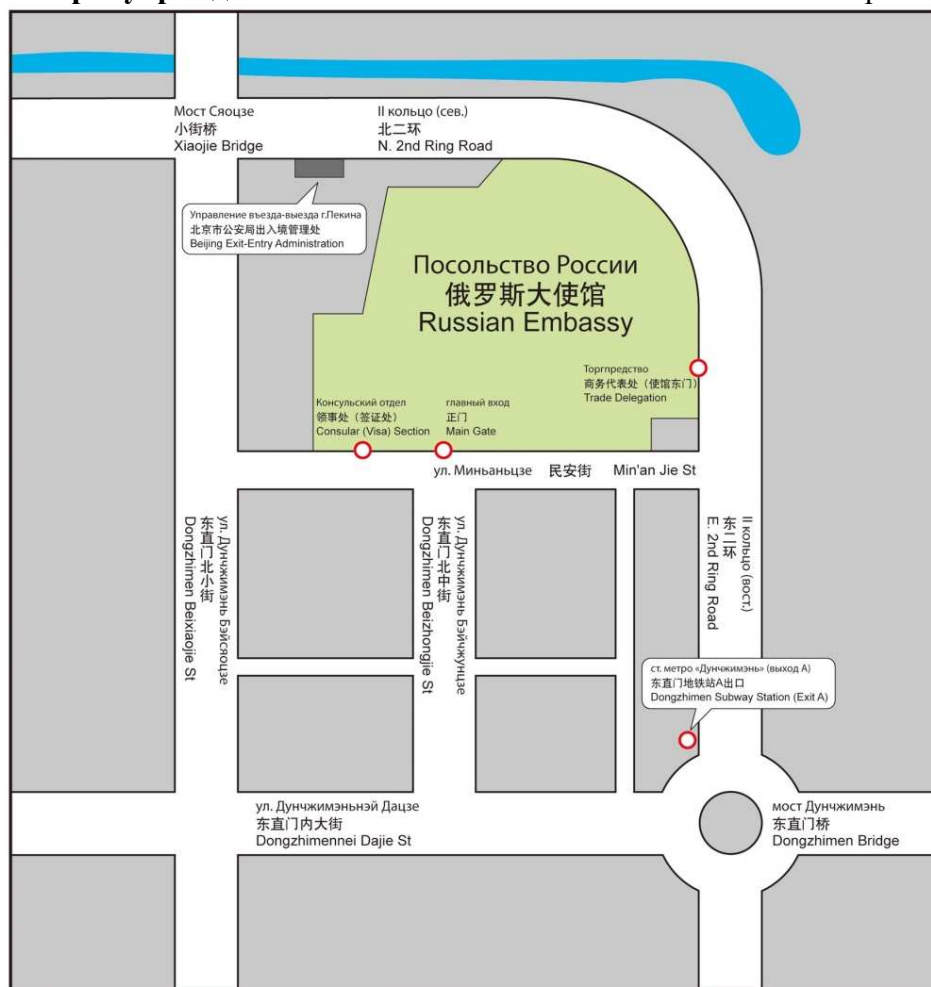 Мост Сяоцзе
小街桥
Xiaojie Bridge
II кольцо (сев.)
北二环
N. 2nd Ring Road
Управление въезда-выезда г.Пекина
北京市公安局出入境管理处
Beijing Exit-Entry Administration
Посольство России
俄罗斯大使馆
Russian Embassy
Торгпредство
商务代表处（使馆东门）
Trade Delegation
Консульский отдел
领事处（签证处）
Consular (Visa) Section
главный вход
正门
Main Gate
ул. Миньаньцзе 民安街 Min'an Jie St
ул. Дунчжимэнь Бэйсяоцзе
东直门北小街
Dongzhimen Beixiaojie St
ул. Дунчжимэнь Бэйчжунцзе
东直门北中街
Dongzhimen Beizhongjie St
II кольцо (вост.)
东二环
E. 2nd Ring Road
ст. метро «Дунчжимэнь» (выход А)
东直门地铁站A出口
Dongzhimen Subway Station (Exit A)
ул. Дунчжимэньнэй Дацзе
东直门内大街
Dongzhimennei Dajie St
мост Дунчжимэнь
东直门桥
Dongzhimen Bridge